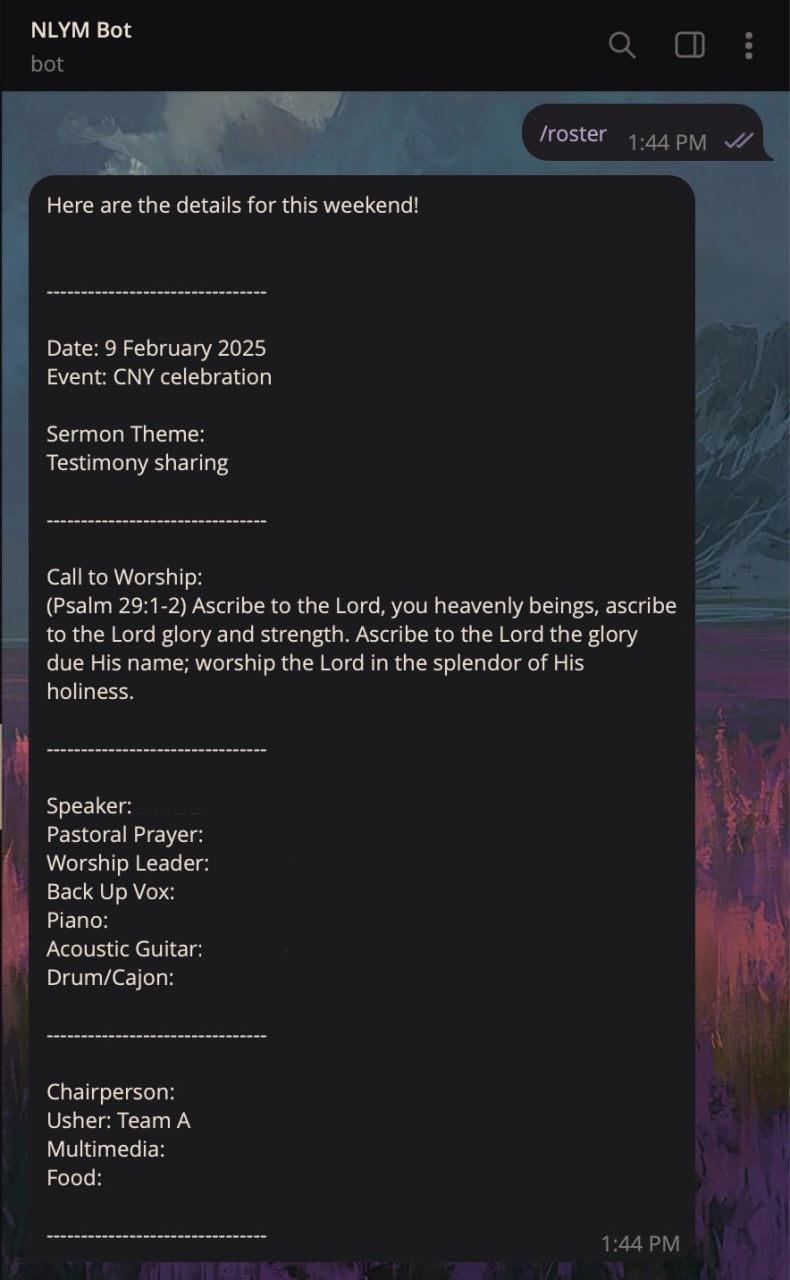 NLYM Bot
bot
/roster 1:44 PM
Here are the details for this weekend!
--------------------------------
Date: 9 February 2025
Event: CNY celebration
Sermon Theme:
Testimony sharing
--------------------------------
Call to Worship:
(Psalm 29:1-2) Ascribe to the Lord, you heavenly beings, ascribe
to the Lord glory and strength. Ascribe to the Lord the glory
due His name; worship the Lord in the splendor of His
holiness.
--------------------------------
Speaker:
Pastoral Prayer:
Worship Leader:
Back Up Vox:
Piano:
Acoustic Guitar:
Drum/Cajon:
--------------------------------
Chairperson:
Usher: Team A
Multimedia:
Food:
--------------------------------
1:44 PM